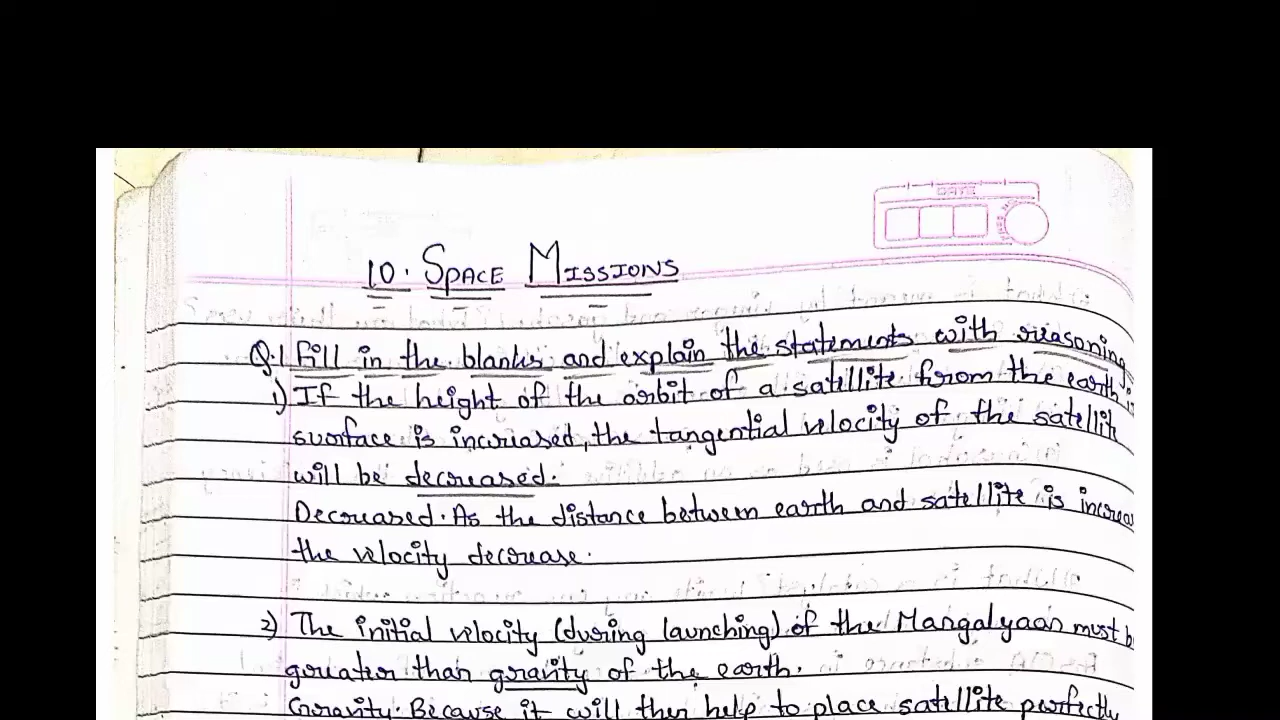 DATE
10. SPACE MISSIONS
Q.1 Fill in the blanks and explain the statements with reasoning
1) If the height of the orbit of a satellite from the earth
surface is increased, the tangential velocity of the satellit
will be decreased.
Decreased. As the distance between earth and satellite is increas
the velocity decrease.
2) The initial velocity (during launching) of the Mangalyaan must b
greater than gravity of the earth.
Gravity. Because it will then help to place satellite perfectly